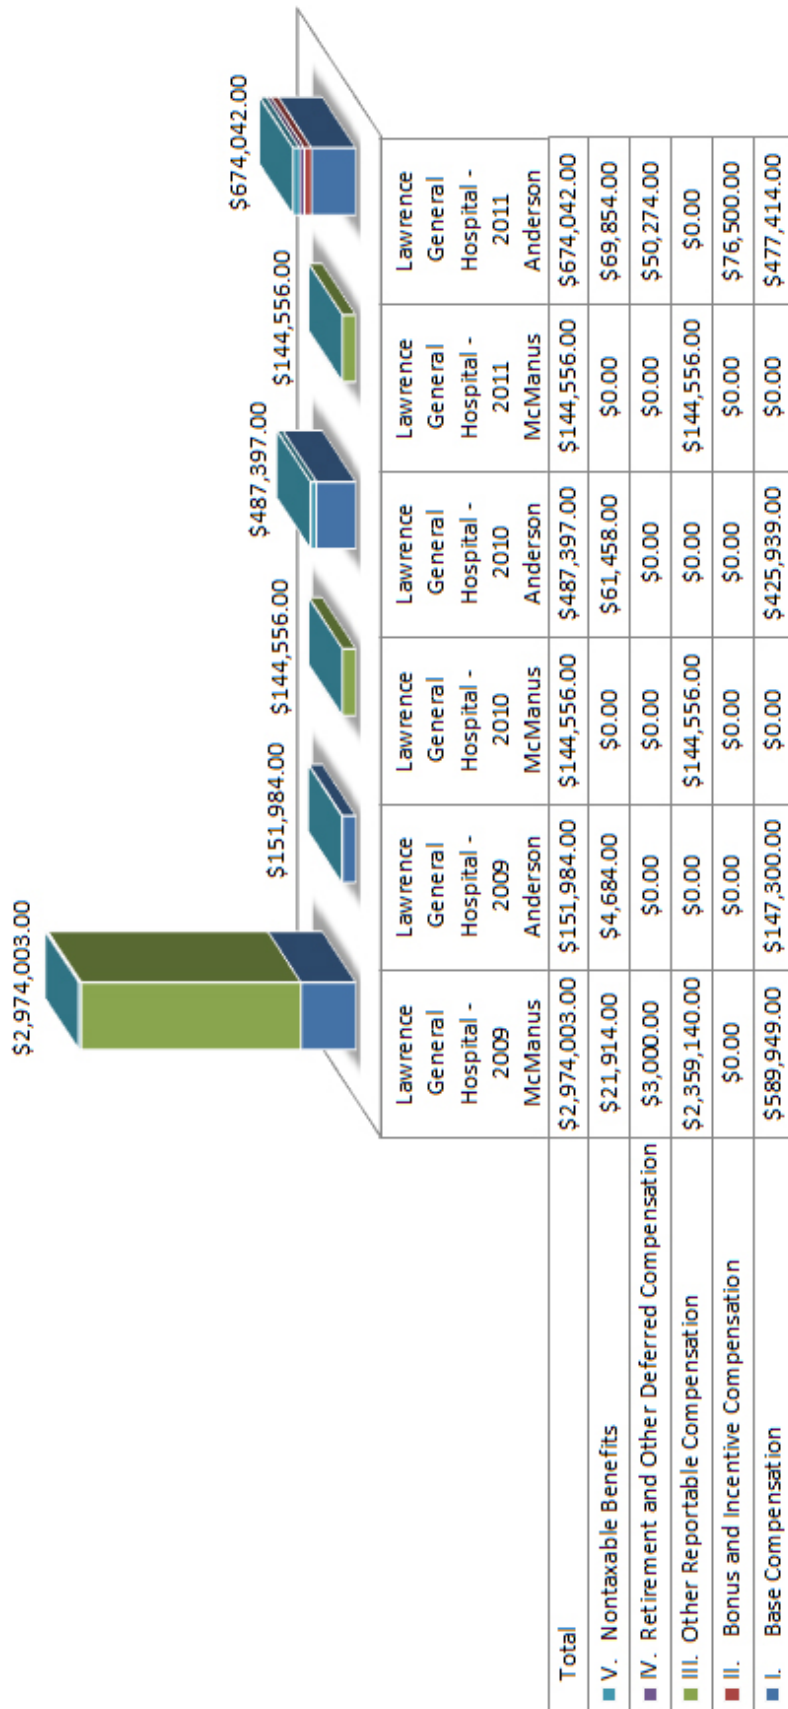 $2,974,003.00
$151,984.00
$144,556.00
$487,397.00
$144,556.00
$674,042.00
Lawrence General Hospital - 2009 McManus
Lawrence General Hospital - 2009 Anderson
Lawrence General Hospital - 2010 McManus
Lawrence General Hospital - 2010 Anderson
Lawrence General Hospital - 2011 McManus
Lawrence General Hospital - 2011 Anderson
Total $2,974,003.00 $151,984.00 $144,556.00 $487,397.00 $144,556.00 $674,042.00
V. Nontaxable Benefits $21,914.00 $4,684.00 $0.00 $61,458.00 $0.00 $69,854.00
IV. Retirement and Other Deferred Compensation $3,000.00 $0.00 $0.00 $0.00 $0.00 $50,274.00
III. Other Reportable Compensation $2,359,140.00 $0.00 $144,556.00 $0.00 $144,556.00 $0.00
II. Bonus and Incentive Compensation $0.00 $0.00 $0.00 $0.00 $0.00 $76,500.00
I. Base Compensation $589,949.00 $147,300.00 $0.00 $425,939.00 $0.00 $477,414.00